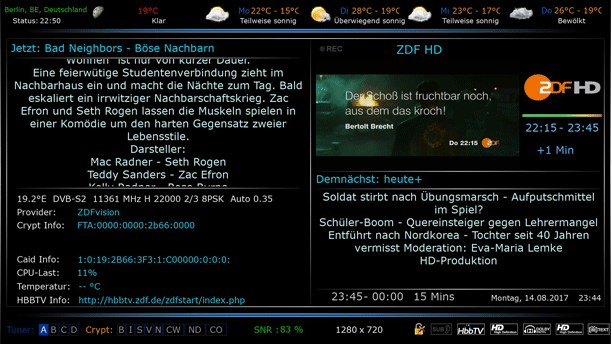 Berlin, BE, Deutschland
Status: 22:50
19°C
Klar
Mo 22°C - 15°C
Teilweise sonnig
Di 28°C - 19°C
Überwiegend sonnig
Mi 23°C - 17°C
Teilweise sonnig
Do 26°C - 19°C
Bewölkt
Jetzt: Bad Neighbors - Böse Nachbarn
Wohnen" ist nur von kurzer Dauer.
Eine feierwütige Studentenverbindung zieht im
Nachbarhaus ein und macht die Nächte zum Tag. Bald
eskaliert ein irrwitziger Nachbarschaftskrieg. Zac
Efron und Seth Rogen lassen die Muskeln spielen in
einer Komödie um den harten Gegensatz zweier
Lebensstile.
Darsteller:
Mac Radner - Seth Rogen
Teddy Sanders - Zac Efron
Kelly Radner - Rose Byrne
19.2°E DVB-S2 11361 MHz H 22000 2/3 8PSK Auto 0.35
Provider: ZDFvision
Crypt Info: FTA:0000:0000:2b66:0000
Caid Info: 1:0:19:2B66:3F3:1:C00000:0:0:0:
CPU-Last: 11%
Temperatur: -- °C
HBBTV Info: http://hbbtv.zdf.de/zdfstart/index.php
REC
ZDF HD
Der Schoß ist fruchtbar noch,
aus dem das kroch!
Bertolt Brecht
Do 22:15 ZDF
ZDF HD
22:15 - 23:45
+1 Min
Demnächst: heute+
Soldat stirbt nach Übungsmarsch - Aufputschmittel
im Spiel?
Schüler-Boom - Quereinsteiger gegen Lehrermangel
Entführt nach Nordkorea - Tochter seit 40 Jahren
vermisst Moderation: Eva-Maria Lemke
HD-Produktion
23:45- 00:00 15 Mins
Montag, 14.08.2017 23:44
Tuner: A B C D Crypt: B I S V N CW ND CO SNR : 83 % 1280 x 720
SUB HbbTV HD High Definition DOLBY HD High Definition TEXT